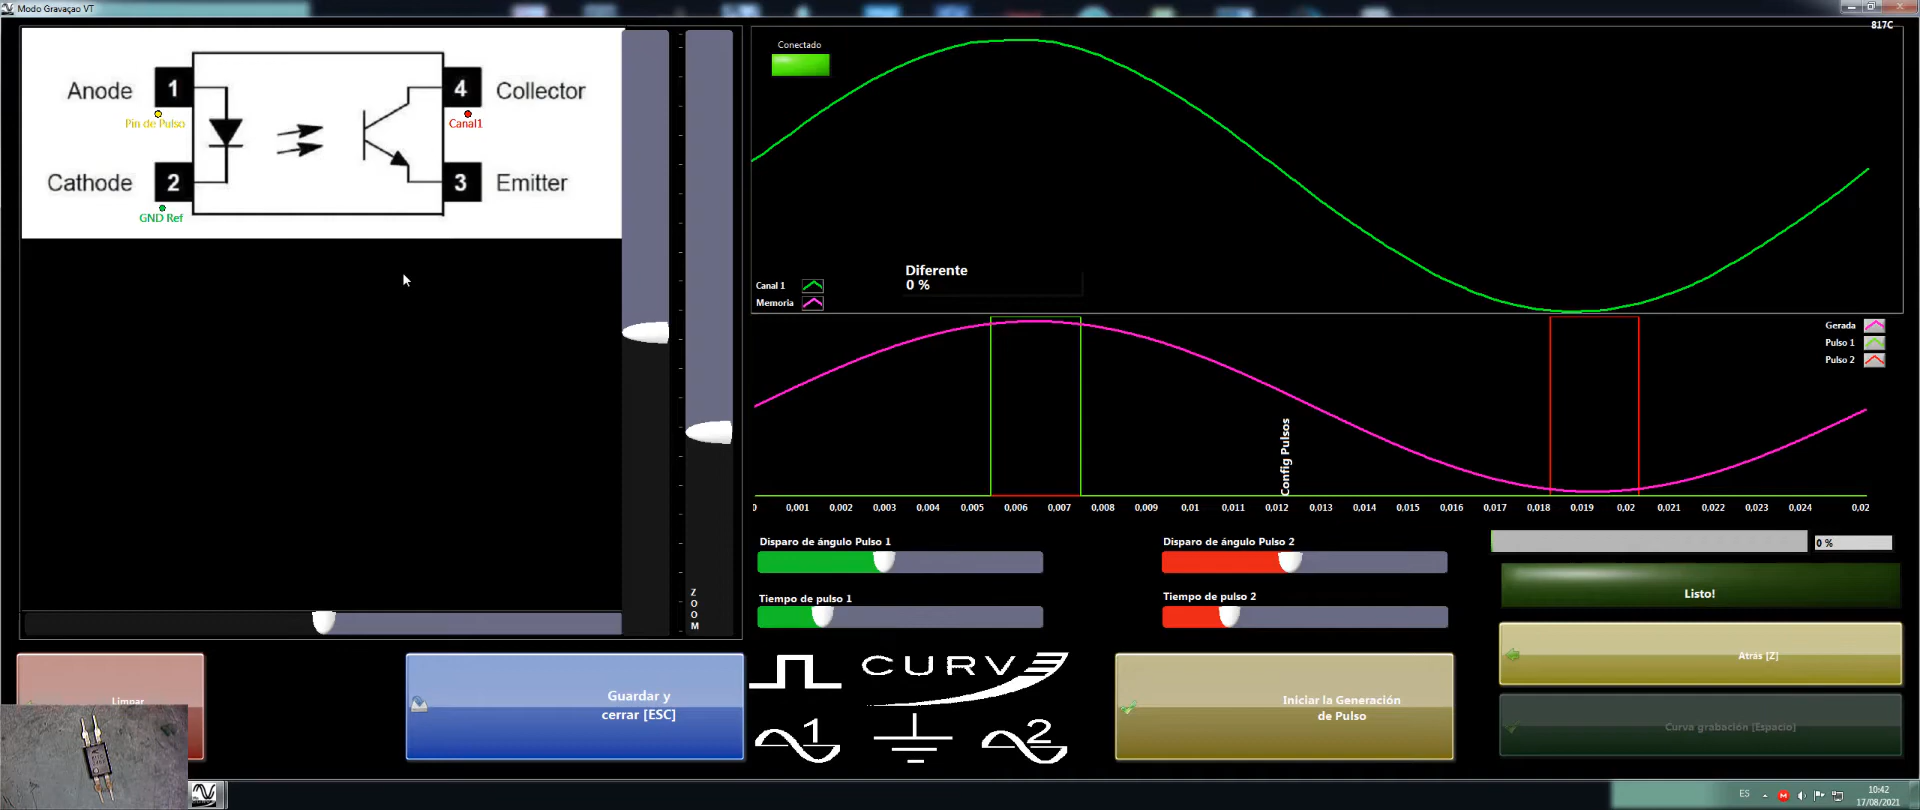 Modo Gravaçao VT
817C
Anode 1
4 Collector
Pin de Pulso
Canal1
Cathode 2
3 Emitter
GND Ref
ZOOM
Conectado
Diferente
0 %
Canal 1
Memoria
Gerada
Pulso 1
Pulso 2
Config Pulsos
0 0,001 0,002 0,003 0,004 0,005 0,006 0,007 0,008 0,009 0,01 0,011 0,012 0,013 0,014 0,015 0,016 0,017 0,018 0,019 0,02 0,021 0,022 0,023 0,024 0,02
Disparo de ángulo Pulso 1
Disparo de ángulo Pulso 2
0 %
Tiempo de pulso 1
Tiempo de pulso 2
Listo!
Atrás [Z]
Limpar
Guardar y
cerrar [ESC]
CURVE
1
2
Iniciar la Generación
de Pulso
Curva grabación [Espacio]
ES
10:42
17/08/2021